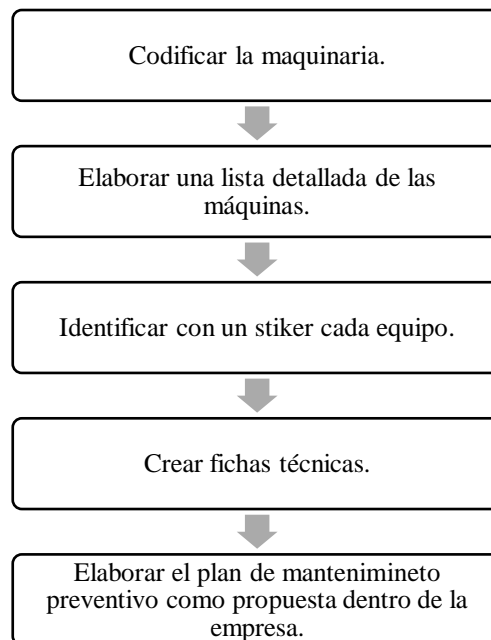 Codificar la maquinaria.
Elaborar una lista detallada de las
máquinas.
Identificar con un stiker cada equipo.
Crear fichas técnicas.
Elaborar el plan de mantenimineto
preventivo como propuesta dentro de la
empresa.